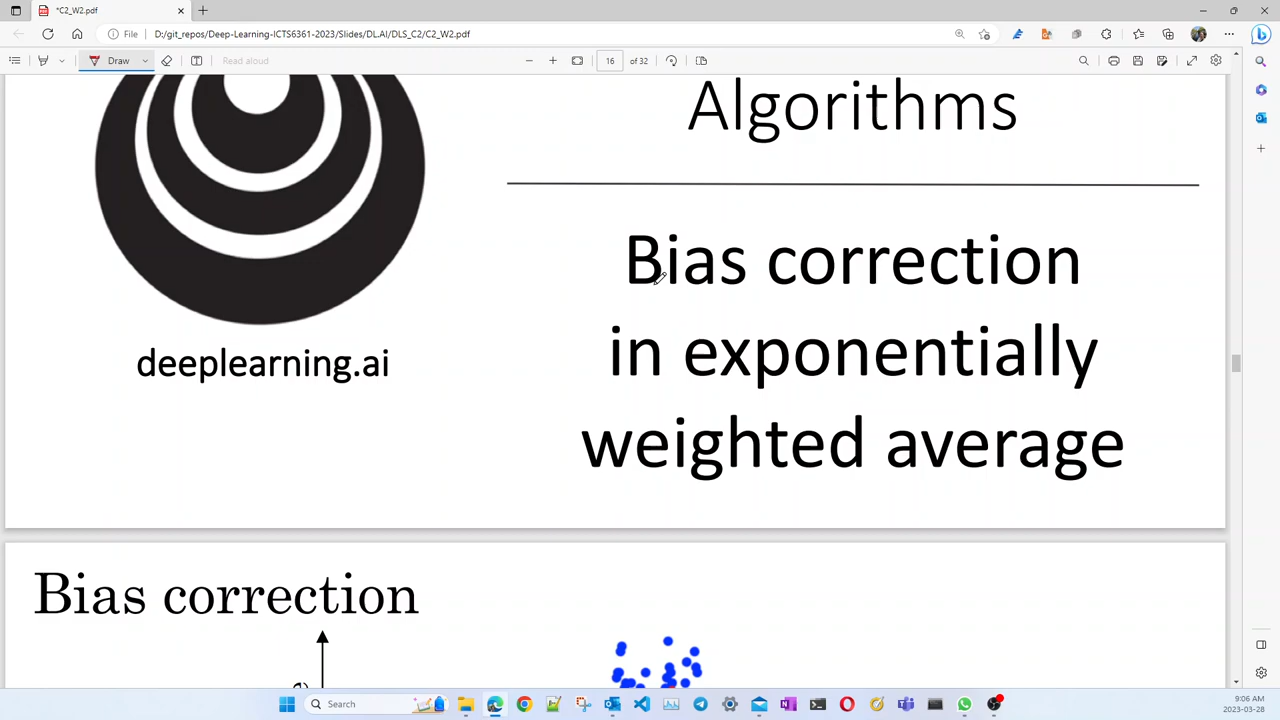 *C2_W2.pdf
File
D:/git_repos/Deep-Learning-ICTS6361-2023/Slides/DL.AI/DLS_C2/C2_W2.pdf
Draw
Read aloud
16
of 32
Algorithms
Bias correction
in exponentially
weighted average
deeplearning.ai
Bias correction
Search
9:06 AM
2023-03-28